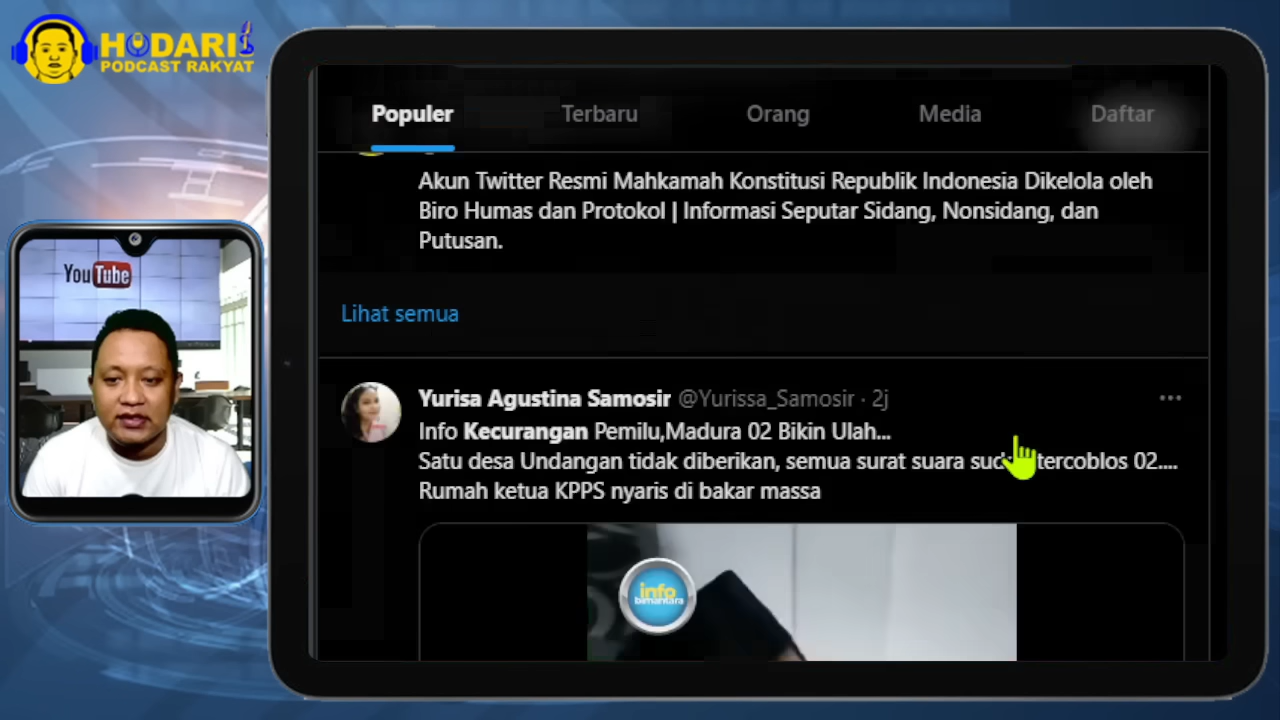 HODARI
PODCAST RAKYAT
Populer Terbaru Orang Media Daftar
Akun Twitter Resmi Mahkamah Konstitusi Republik Indonesia Dikelola oleh
Biro Humas dan Protokol | Informasi Seputar Sidang, Nonsidang, dan
Putusan.
Lihat semua
YouTube
Yurisa Agustina Samosir @Yurissa_Samosir · 2j
Info Kecurangan Pemilu,Madura 02 Bikin Ulah...
Satu desa Undangan tidak diberikan, semua surat suara tercoblos 02....
Rumah ketua KPPS nyaris di bakar massa
info
bimantara